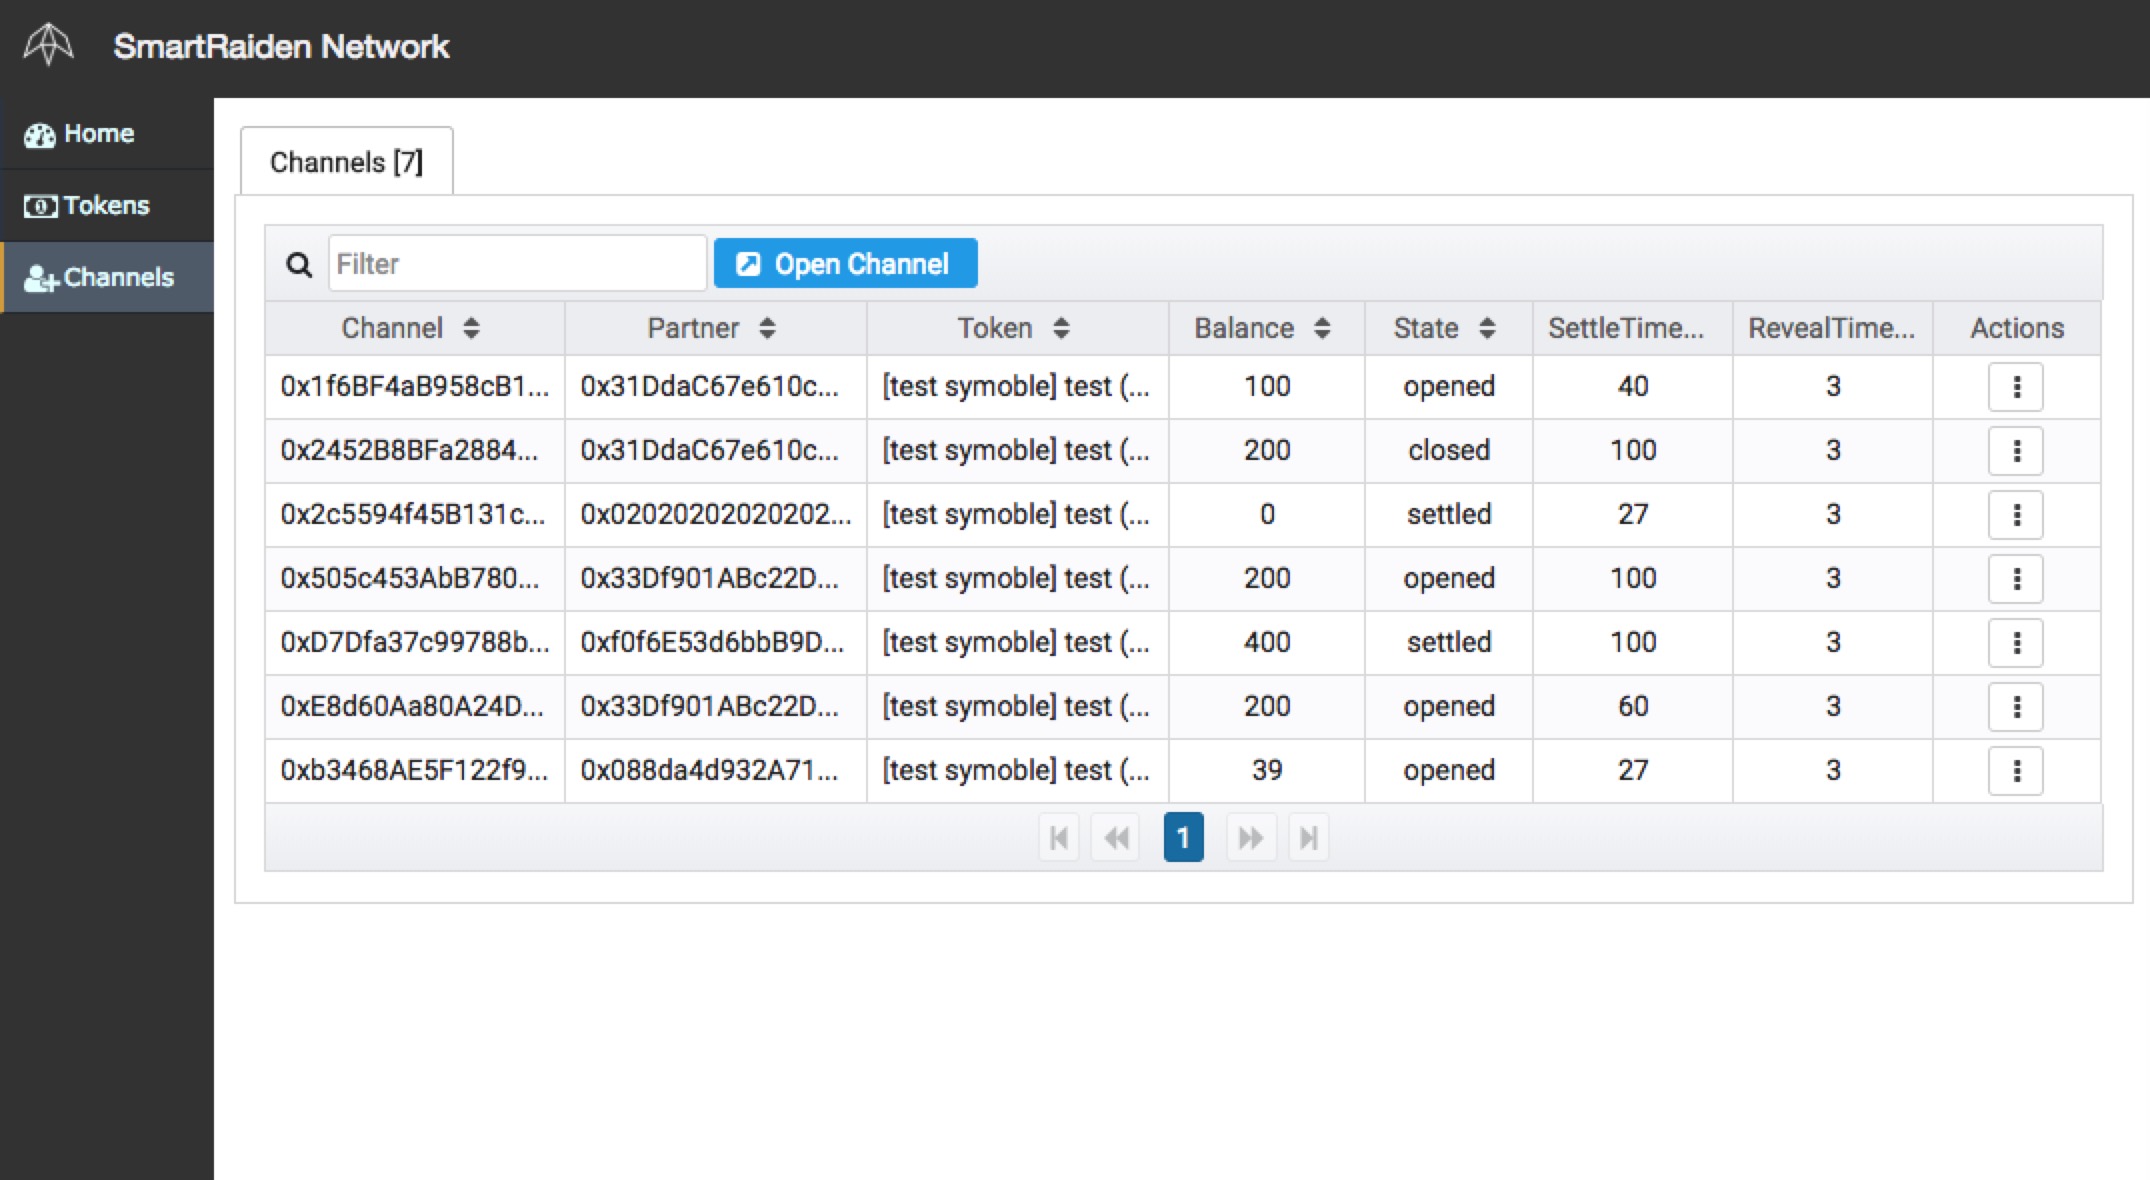 SmartRaiden Network
Home
Tokens
Channels
Channels [7]
Filter Open Channel
Channel Partner Token Balance State SettleTime... RevealTime... Actions
0x1f6BF4aB958cB1... 0x31DdaC67e610c... [test symoble] test (... 100 opened 40 3
0x2452B8BFa2884... 0x31DdaC67e610c... [test symoble] test (... 200 closed 100 3
0x2c5594f45B131c... 0x02020202020202... [test symoble] test (... 0 settled 27 3
0x505c453AbB780... 0x33Df901ABc22D... [test symoble] test (... 200 opened 100 3
0xD7Dfa37c99788b... 0xf0f6E53d6bbB9D... [test symoble] test (... 400 settled 100 3
0xE8d60Aa80A24D... 0x33Df901ABc22D... [test symoble] test (... 200 opened 60 3
0xb3468AE5F122f9... 0x088da4d932A71... [test symoble] test (... 39 opened 27 3
1